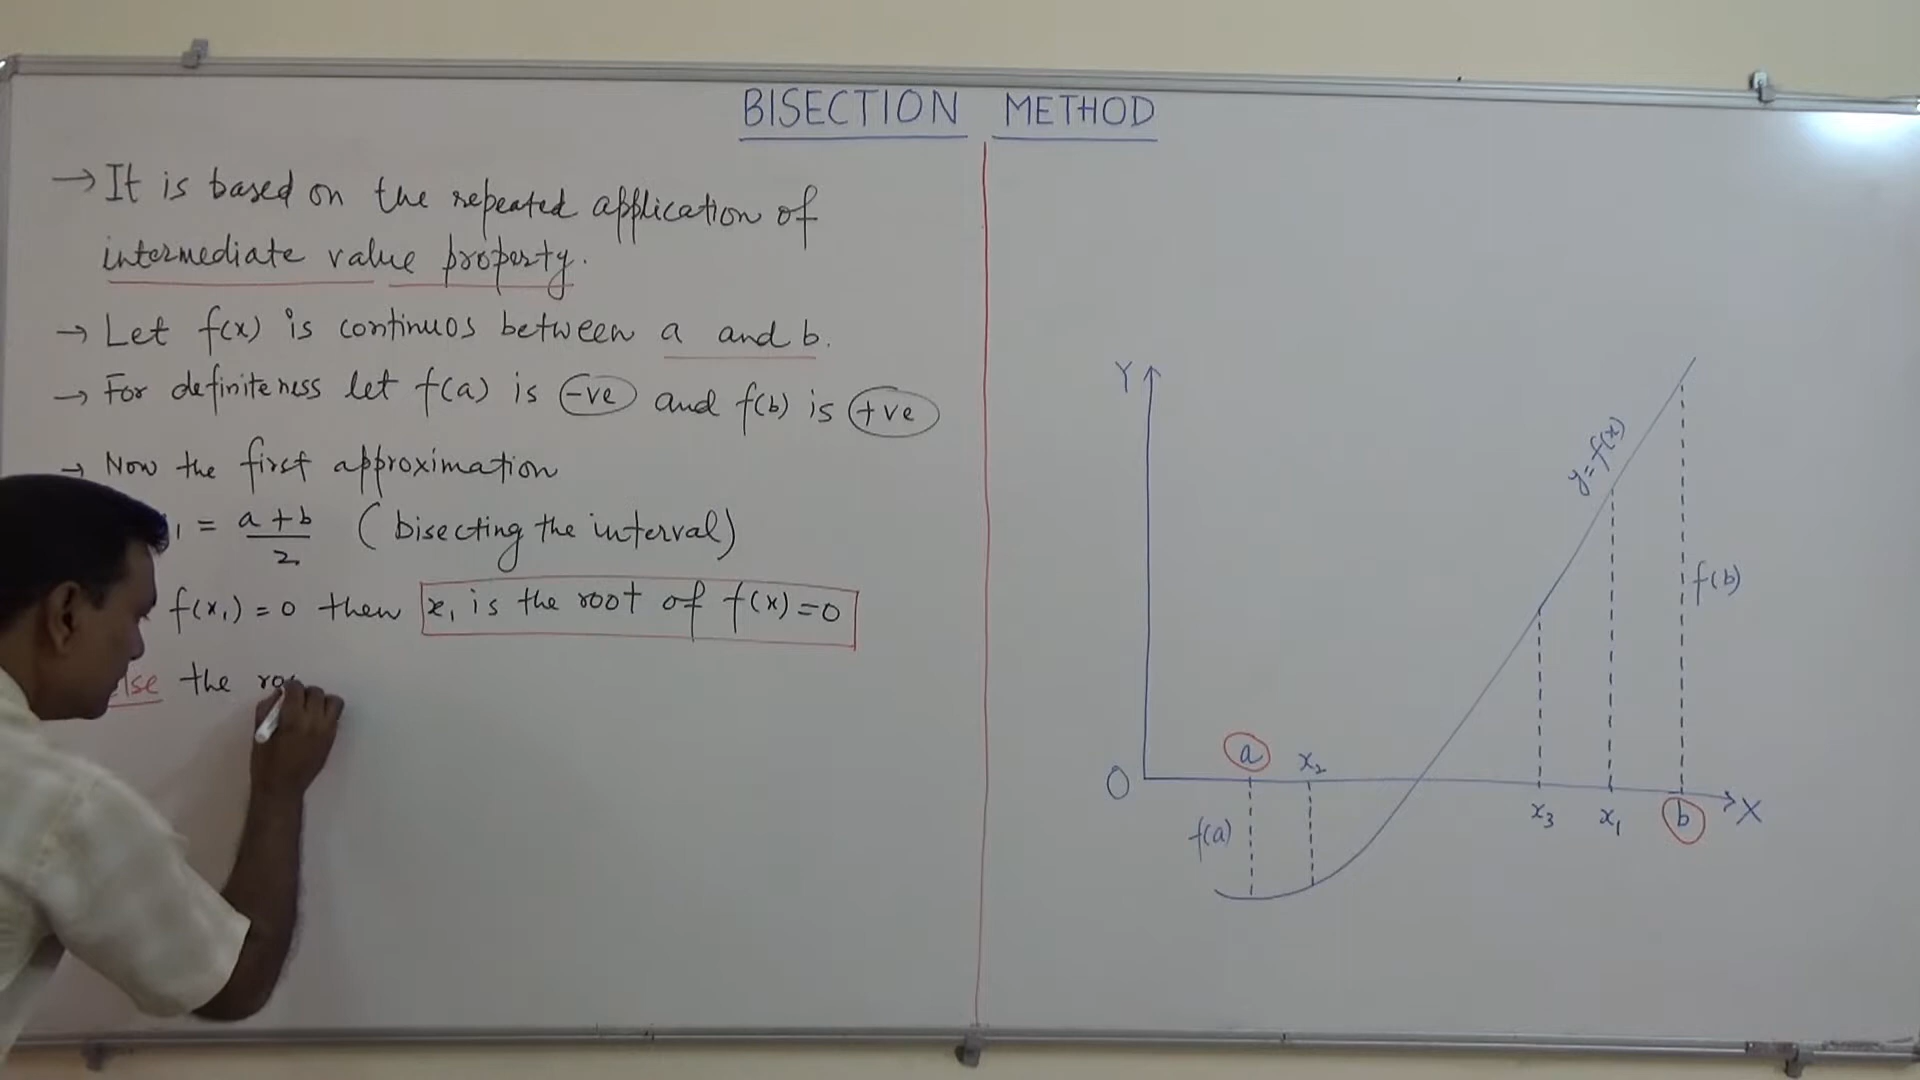 BISECTION METHOD
→ It is based on the repeated application of
intermediate value property.
→ Let f(x) is continuos between a and b.
→ For definiteness let f(a) is -ve and f(b) is +ve
→ Now the first approximation
1 = a+b/2 (bisecting the interval)
f(x₁) = 0 then x₁ is the root of f(x)=0
else the
Y
y=f(x)
f(b)
a x₂
O
x₃ x₁ b X
f(a)